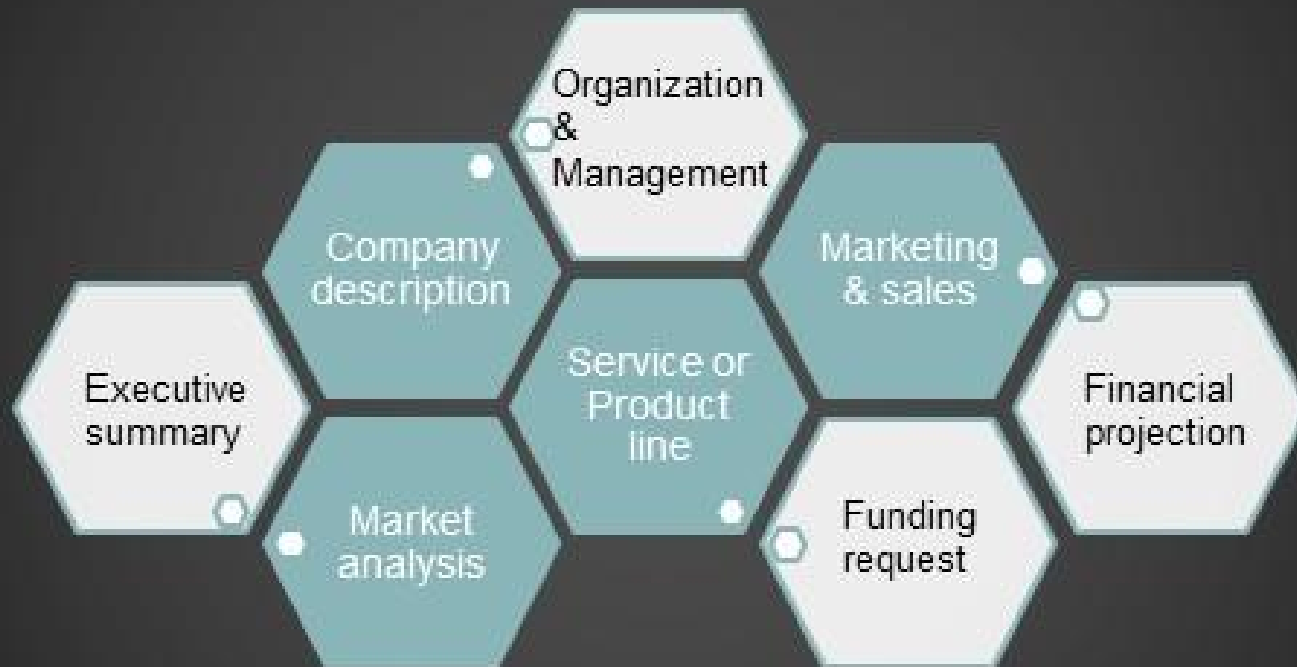 Executive
summary
Company
description
Market
analysis
Organization
&
Management
Service or
Product
line
Marketing
& sales
Funding
request
Financial
projection